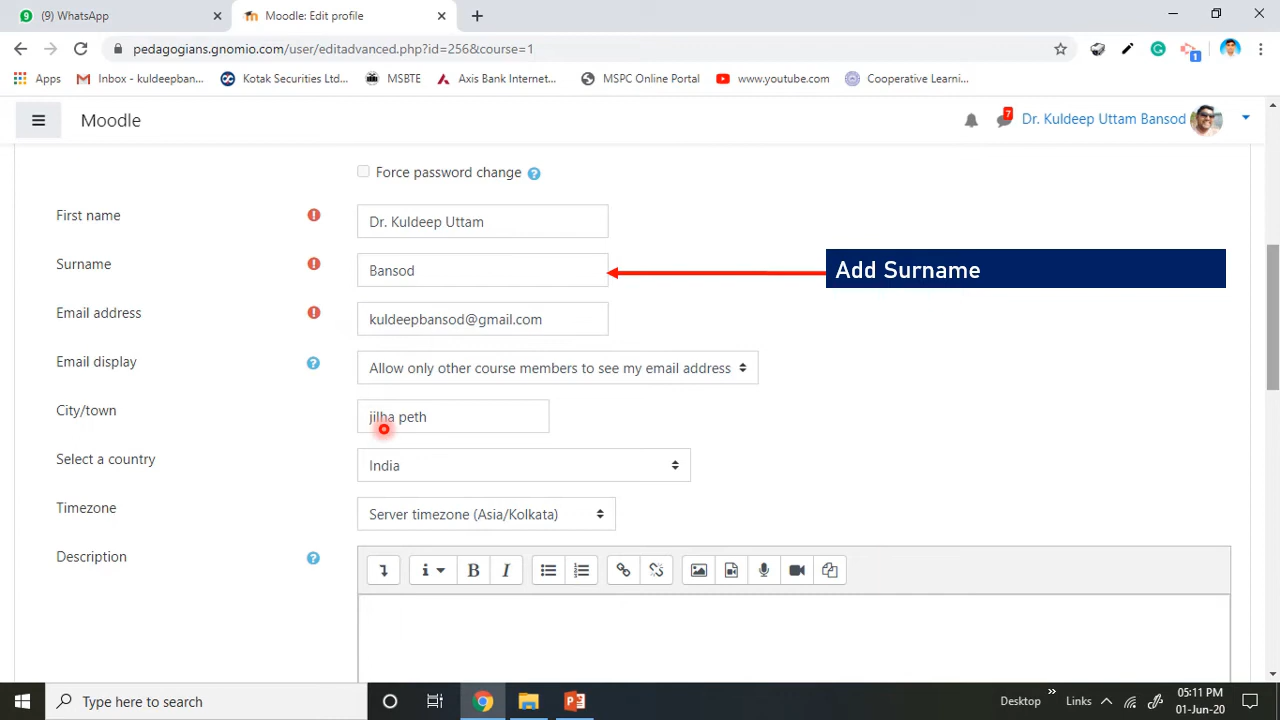 9 (9) WhatsApp
Moodle: Edit profile
pedagogians.gnomio.com/user/editadvanced.php?id=256&course=1
1
Apps
Inbox - kuldeepban...
Kotak Securities Ltd...
MSBTE
Axis Bank Internet...
MSPC Online Portal
www.youtube.com
Cooperative Learni...
Moodle
7
Dr. Kuldeep Uttam Bansod
Force password change ?
First name
Dr. Kuldeep Uttam
Surname
Bansod
Add Surname
Email address
kuldeepbansod@gmail.com
Email display
Allow only other course members to see my email address
City/town
jilha peth
Select a country
India
Timezone
Server timezone (Asia/Kolkata)
Description
B I
Type here to search
Desktop
Links
05:11 PM
01-Jun-20